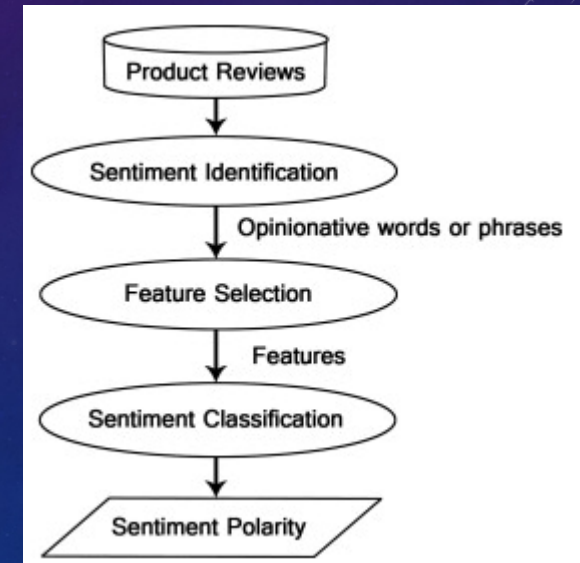 Product Reviews
Sentiment Identification
Opinionative words or phrases
Feature Selection
Features
Sentiment Classification
Sentiment Polarity